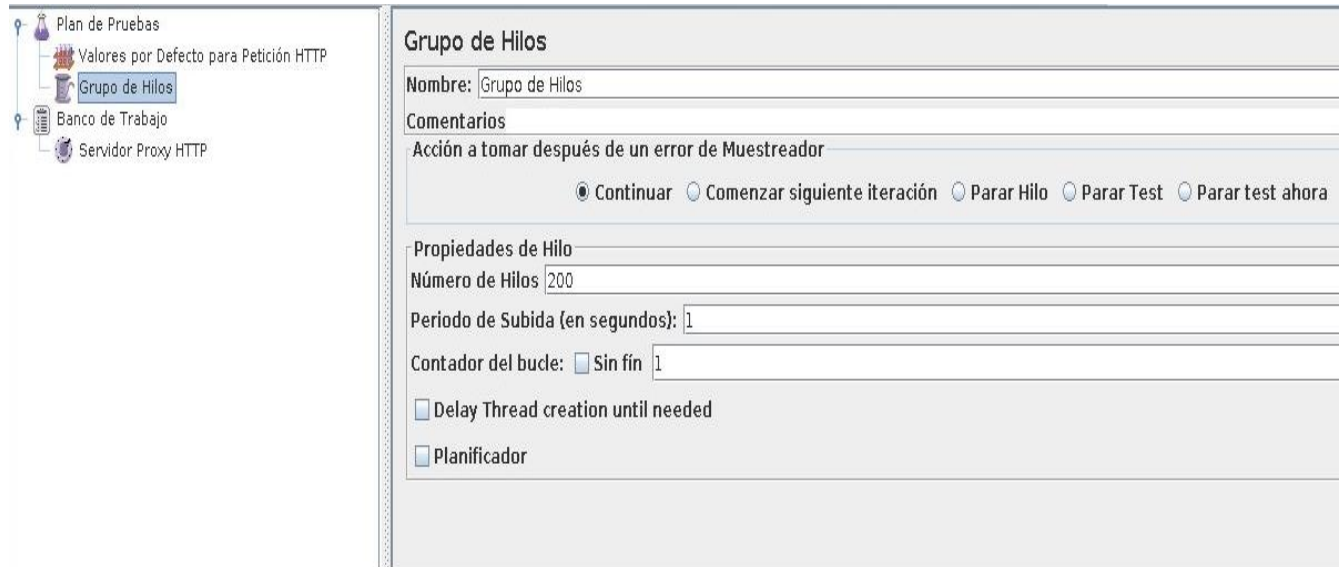 Plan de Pruebas
Valores por Defecto para Petición HTTP
Grupo de Hilos
Banco de Trabajo
Servidor Proxy HTTP
Grupo de Hilos
Nombre: Grupo de Hilos
Comentarios
Acción a tomar después de un error de Muestreador
Continuar Comenzar siguiente iteración Parar Hilo Parar Test Parar test ahora
Propiedades de Hilo
Número de Hilos 200
Periodo de Subida (en segundos): 1
Contador del bucle: Sin fín 1
Delay Thread creation until needed
Planificador